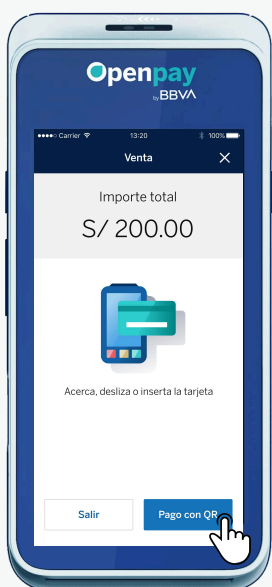 Openpay
by BBVA
Carrier 13:20 100%
Venta
Importe total
S/ 200.00
Acerca, desliza o inserta la tarjeta
Salir Pago con QR